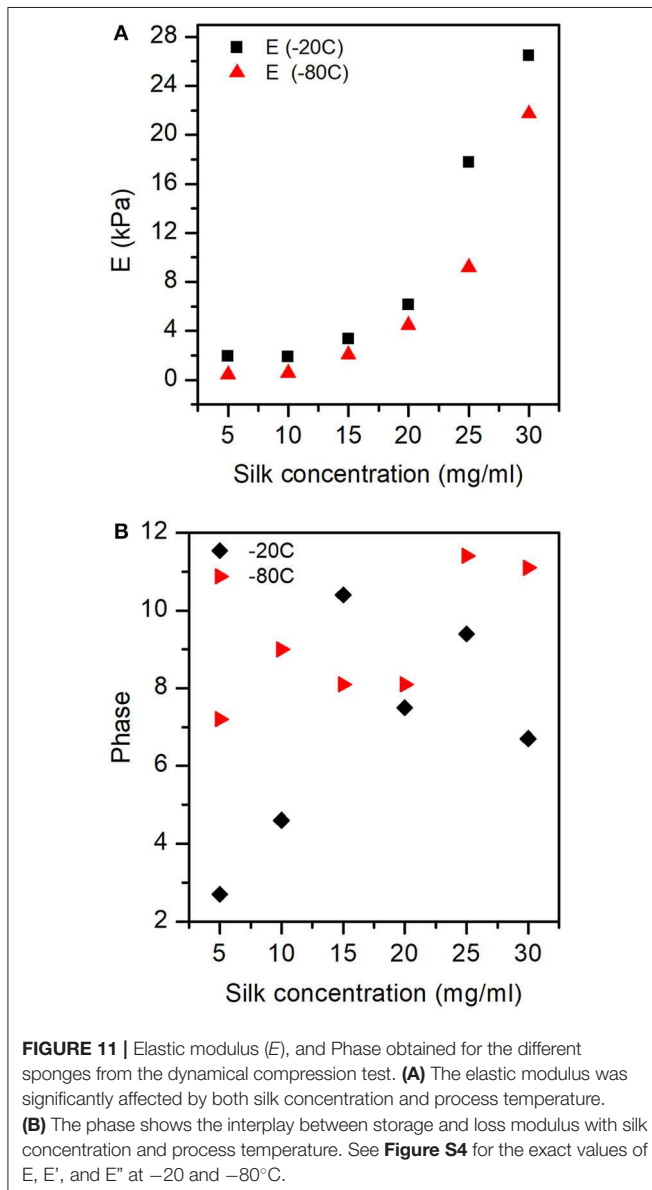 A
28
24
20
16
12
8
4
0
E (kPa)
E (-20C)
E (-80C)
5 10 15 20 25 30
Silk concentration (mg/ml)
B
12
10
8
6
4
2
Phase
-20C
-80C
5 10 15 20 25 30
Silk concentration (mg/ml)
FIGURE 11 | Elastic modulus (E), and Phase obtained for the different
sponges from the dynamical compression test. (A) The elastic modulus was
significantly affected by both silk concentration and process temperature.
(B) The phase shows the interplay between storage and loss modulus with silk
concentration and process temperature. See Figure S4 for the exact values of
E, E’, and E” at −20 and −80°C.